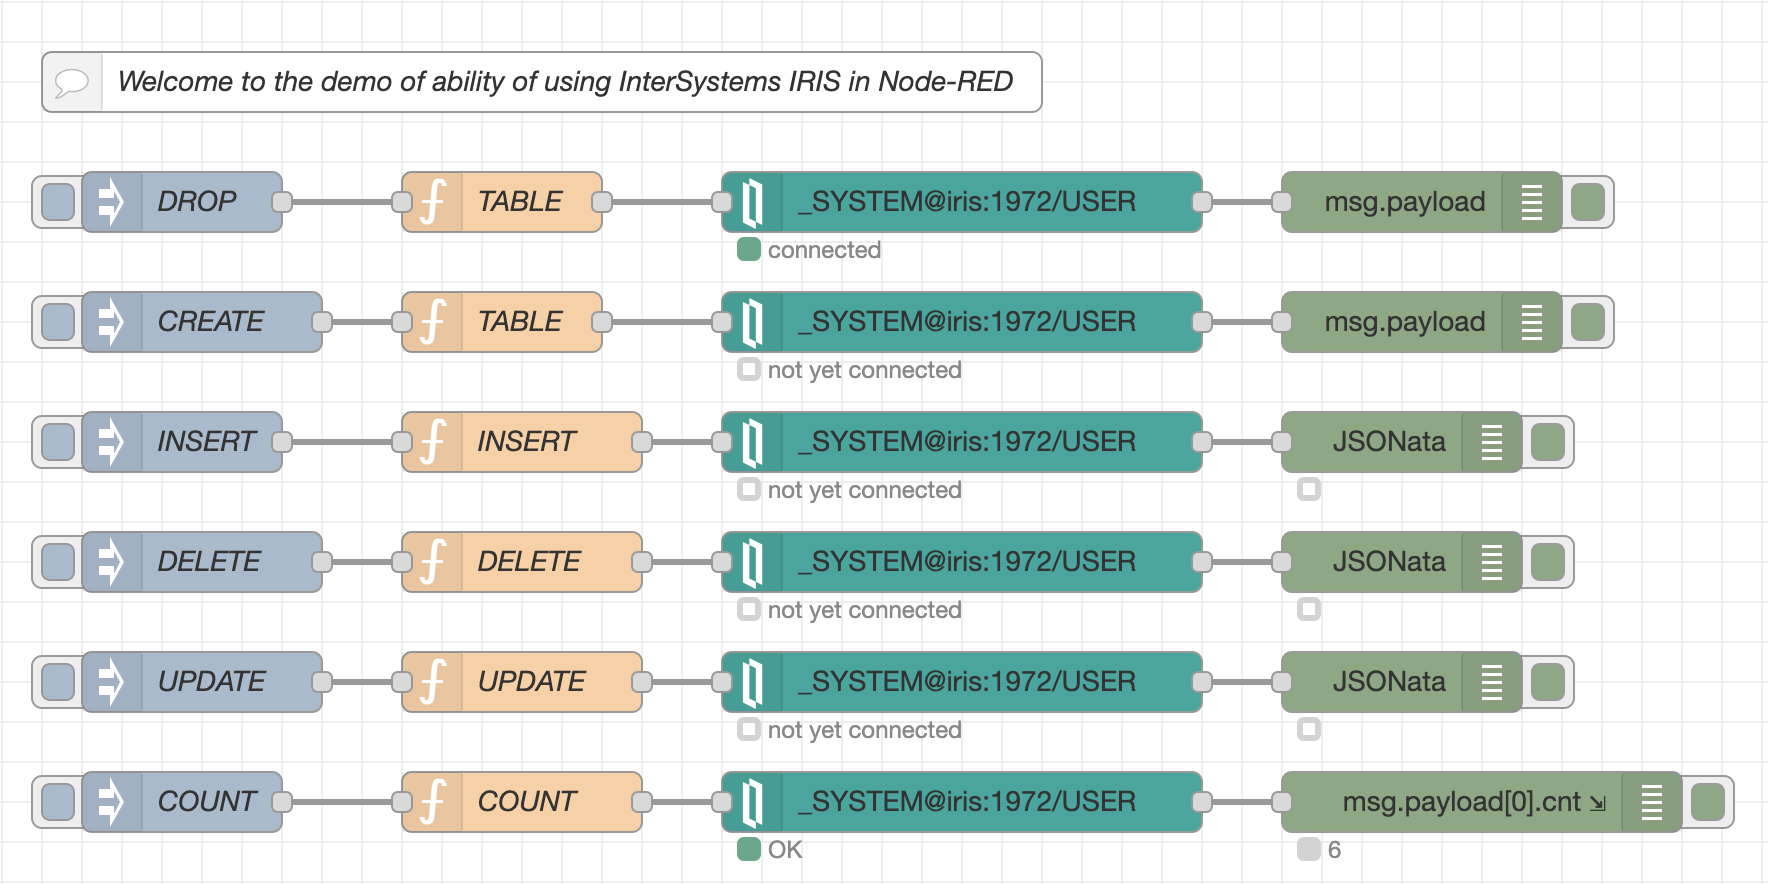 Welcome to the demo of ability of using InterSystems IRIS in Node-RED
DROP TABLE _SYSTEM@iris:1972/USER msg.payload
connected
CREATE TABLE _SYSTEM@iris:1972/USER msg.payload
not yet connected
INSERT INSERT _SYSTEM@iris:1972/USER JSONata
not yet connected
DELETE DELETE _SYSTEM@iris:1972/USER JSONata
not yet connected
UPDATE UPDATE _SYSTEM@iris:1972/USER JSONata
not yet connected
COUNT COUNT _SYSTEM@iris:1972/USER msg.payload[0].cnt ⇲
OK 6